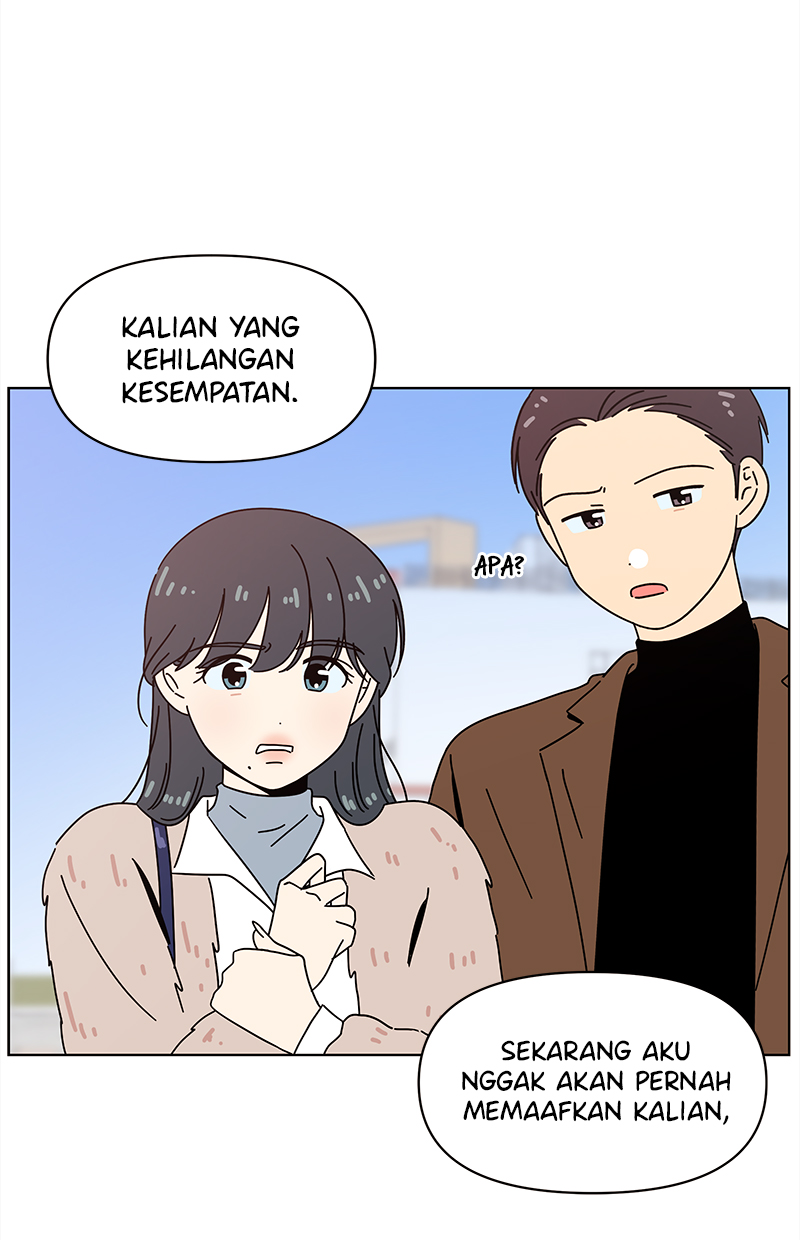 KALIAN YANG
KEHILANGAN
KESEMPATAN.
APA?
SEKARANG AKU
NGGAK AKAN PERNAH
MEMAAFKAN KALIAN,